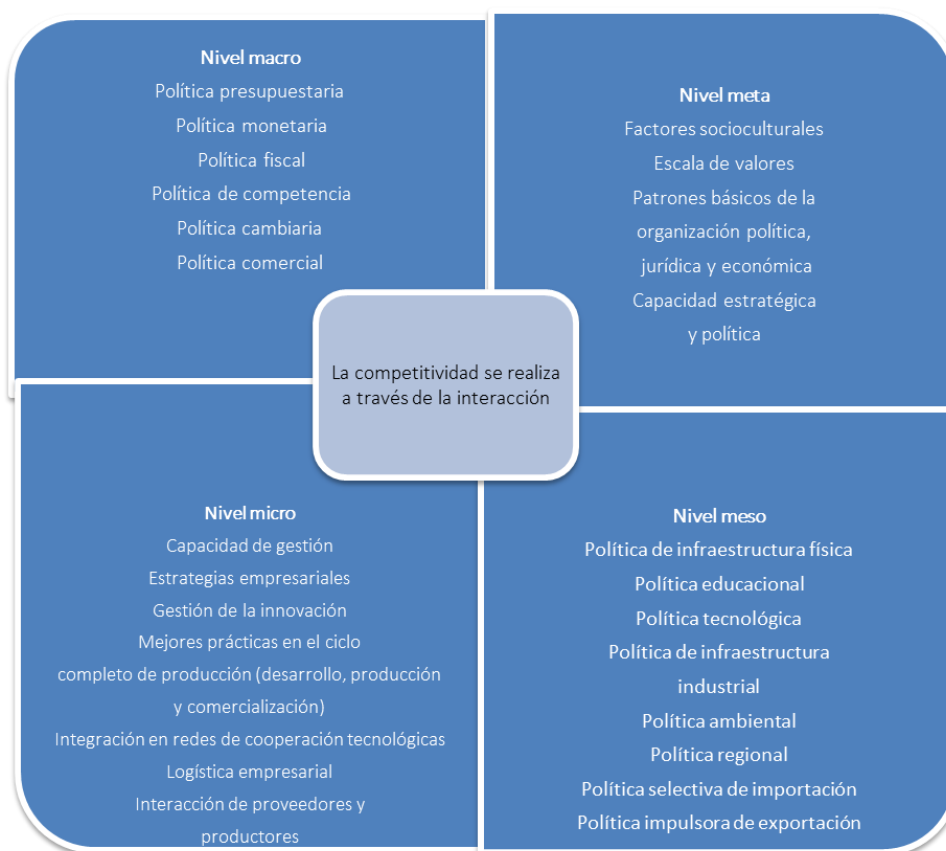 Nivel macro
Política presupuestaria
Política monetaria
Política fiscal
Política de competencia
Política cambiaria
Política comercial
Nivel meta
Factores socioculturales
Escala de valores
Patrones básicos de la
organización política,
jurídica y económica
Capacidad estratégica
y política
La competitividad se realiza
a través de la interacción
Nivel micro
Capacidad de gestión
Estrategias empresariales
Gestión de la innovación
Mejores prácticas en el ciclo
completo de producción (desarrollo, producción
y comercialización)
Integración en redes de cooperación tecnológicas
Logística empresarial
Interacción de proveedores y
productores
Nivel meso
Política de infraestructura física
Política educacional
Política tecnológica
Política de infraestructura
industrial
Política ambiental
Política regional
Política selectiva de importación
Política impulsora de exportación